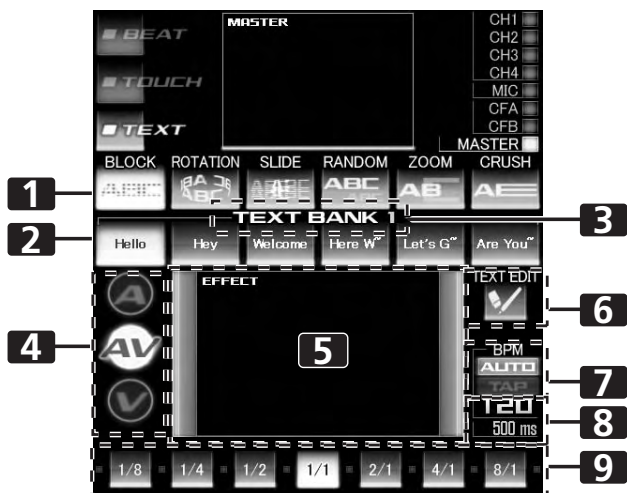 BEAT
TOUCH
TEXT
MASTER
CH1
CH2
CH3
CH4
MIC
CFA
CFB
MASTER
BLOCK ROTATION SLIDE RANDOM ZOOM CRUSH
1
TEXT BANK 1
3
2
Hello Hey Welcome Here W~ Let's G~ Are You~
EFFECT
TEXT EDIT
6
4
A
AV
V
5
BPM
AUTO
TAP
7
120
500 ms
8
1/8 1/4 1/2 1/1 2/1 4/1 8/1
9